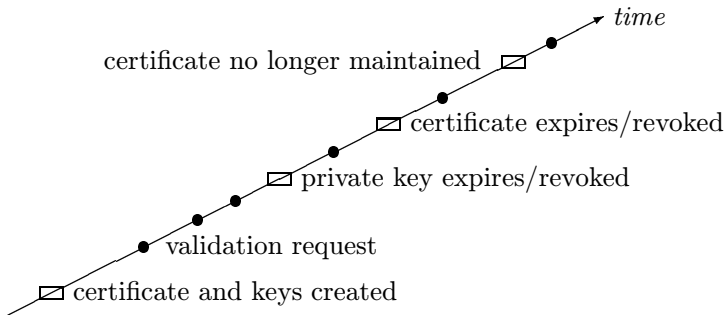 time
certificate no longer maintained
certificate expires/revoked
private key expires/revoked
validation request
certificate and keys created